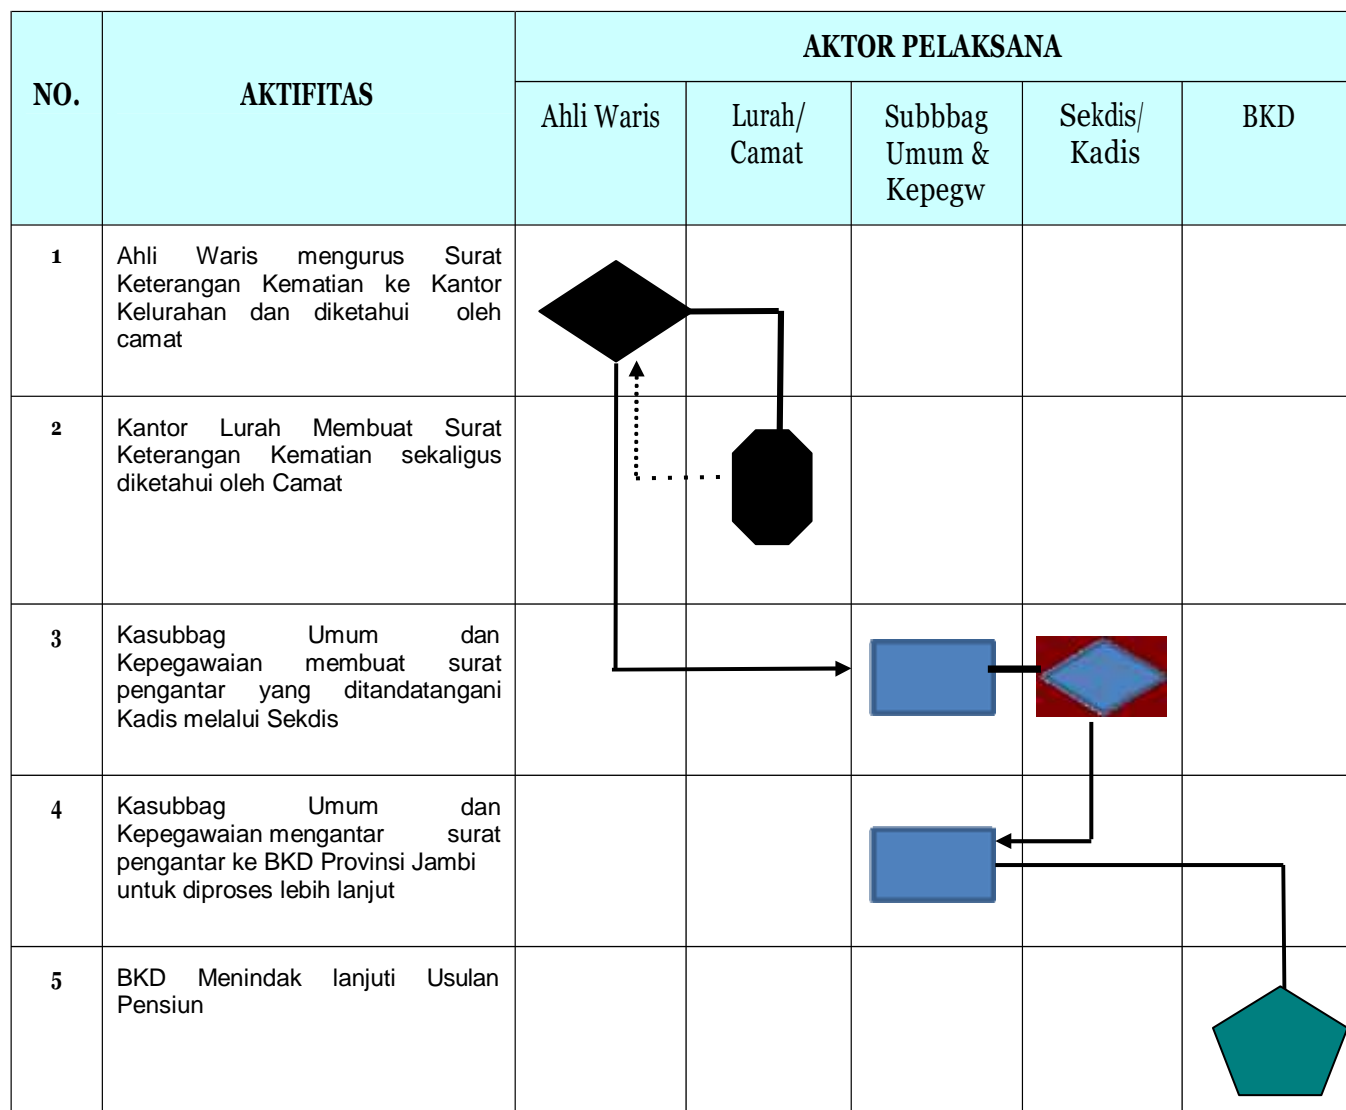 NO.
AKTIFITAS
AKTOR PELAKSANA
Ahli Waris
Lurah/
Camat
Subbbag
Umum &
Kepegw
Sekdis/
Kadis
BKD
1
Ahli Waris mengurus Surat
Keterangan Kematian ke Kantor
Kelurahan dan diketahui oleh
camat
2
Kantor Lurah Membuat Surat
Keterangan Kematian sekaligus
diketahui oleh Camat
3
Kasubbag Umum dan
Kepegawaian membuat surat
pengantar yang ditandatangani
Kadis melalui Sekdis
4
Kasubbag Umum dan
Kepegawaian mengantar surat
pengantar ke BKD Provinsi Jambi
untuk diproses lebih lanjut
5
BKD Menindak lanjuti Usulan
Pensiun